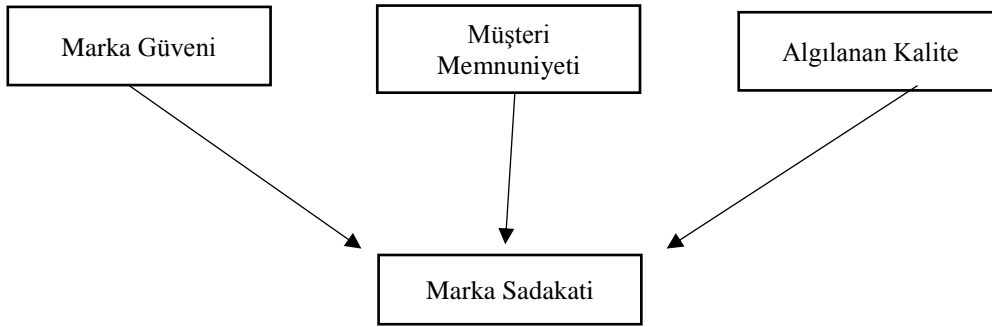 Marka Güveni
Müşteri
Memnuniyeti
Algılanan Kalite
Marka Sadakati